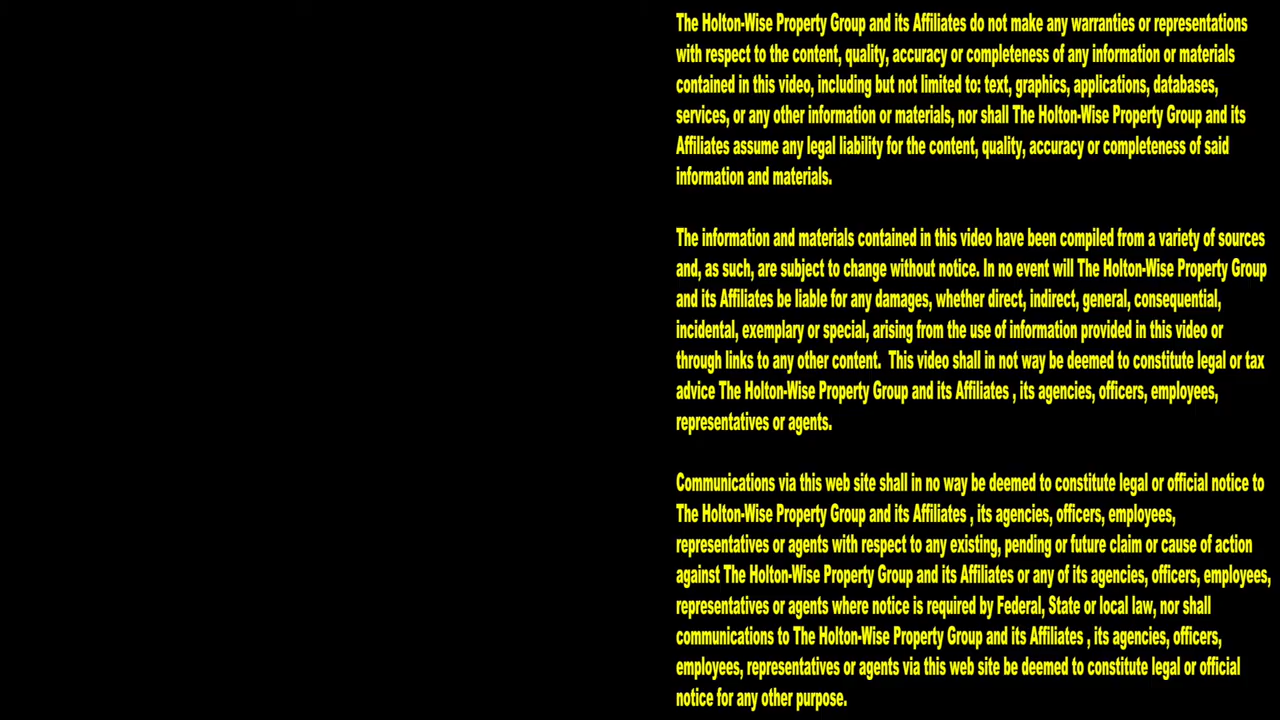 The Holton-Wise Property Group and its Affiliates do not make any warranties or representations
with respect to the content, quality, accuracy or completeness of any information or materials
contained in this video, including but not limited to: text, graphics, applications, databases,
services, or any other information or materials, nor shall The Holton-Wise Property Group and its
Affiliates assume any legal liability for the content, quality, accuracy or completeness of said
information and materials.
The information and materials contained in this video have been compiled from a variety of sources
and, as such, are subject to change without notice. In no event will The Holton-Wise Property Group
and its Affiliates be liable for any damages, whether direct, indirect, general, consequential,
incidental, exemplary or special, arising from the use of information provided in this video or
through links to any other content.  This video shall in not way be deemed to constitute legal or tax
advice The Holton-Wise Property Group and its Affiliates , its agencies, officers, employees,
representatives or agents.
Communications via this web site shall in no way be deemed to constitute legal or official notice to
The Holton-Wise Property Group and its Affiliates , its agencies, officers, employees,
representatives or agents with respect to any existing, pending or future claim or cause of action
against The Holton-Wise Property Group and its Affiliates or any of its agencies, officers, employees,
representatives or agents where notice is required by Federal, State or local law, nor shall
communications to The Holton-Wise Property Group and its Affiliates , its agencies, officers,
employees, representatives or agents via this web site be deemed to constitute legal or official
notice for any other purpose.